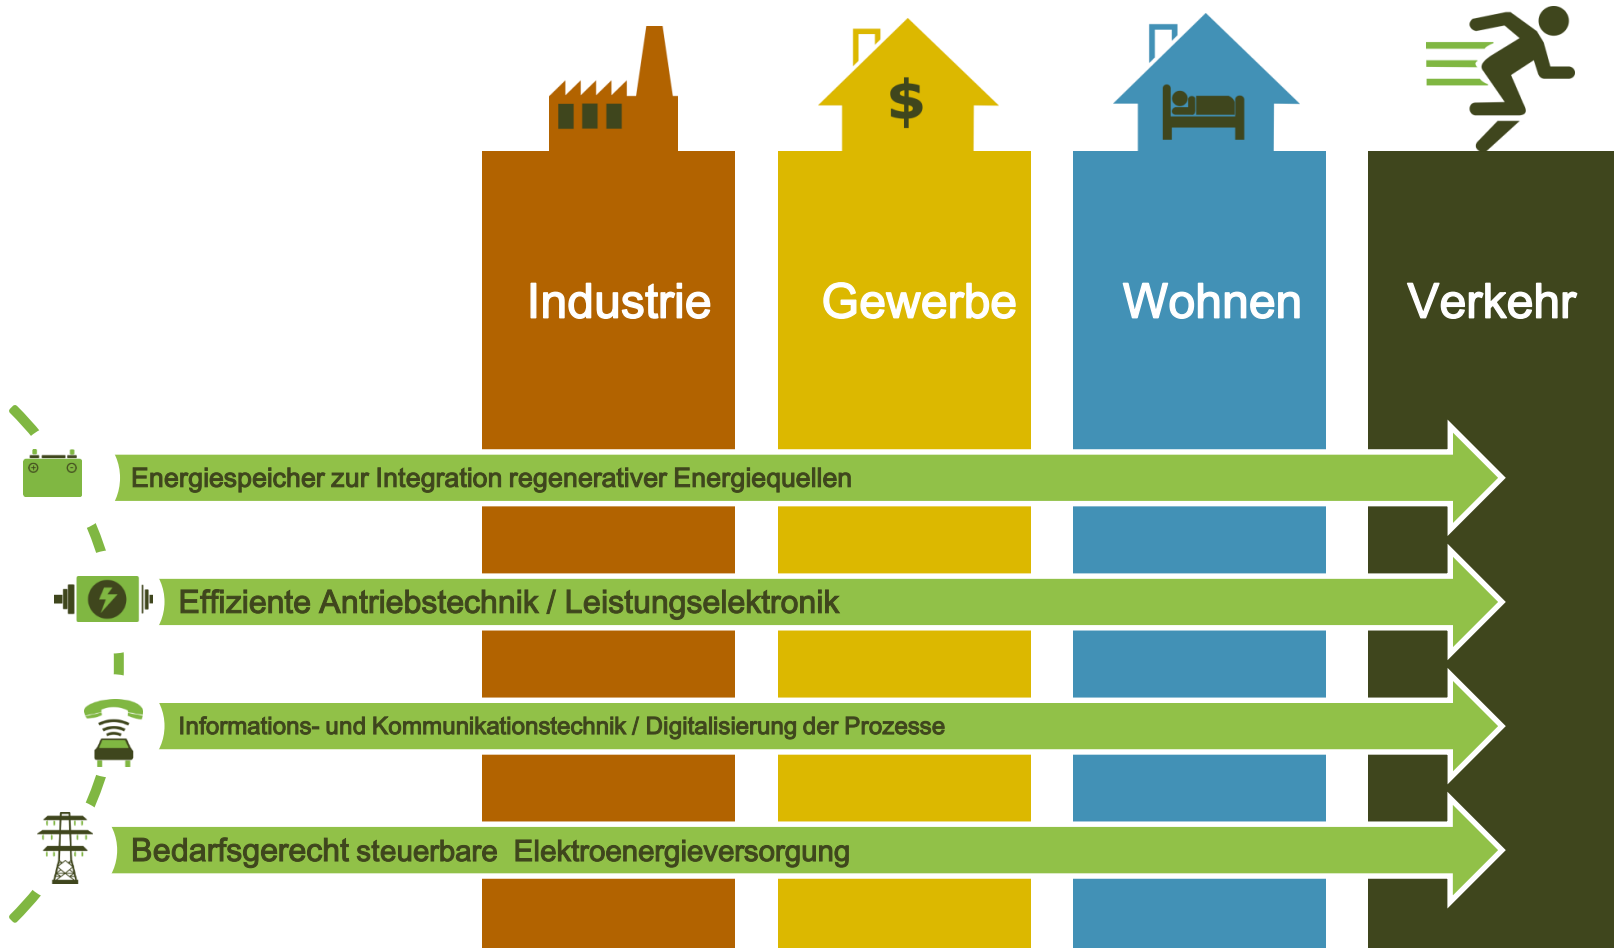 $
Industrie
Gewerbe
Wohnen
Verkehr
Energiespeicher zur Integration regenerativer Energiequellen
Effiziente Antriebstechnik / Leistungselektronik
Informations- und Kommunikationstechnik / Digitalisierung der Prozesse
Bedarfsgerecht steuerbare Elektroenergieversorgung